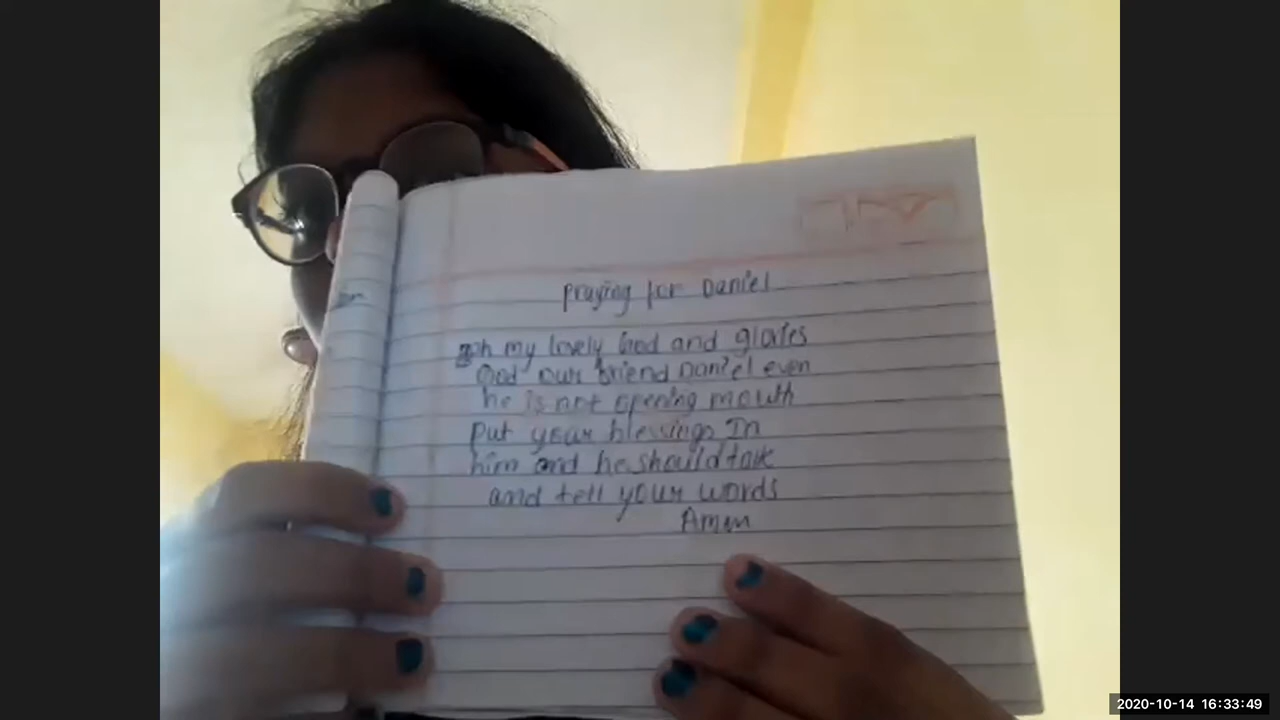 Praying for Daniel
oh my lovely God and glories
God our friend Daniel even
he is not opening mouth
Put your blessings In
him and he should talk
and tell your words
Amen
2020-10-14 16:33:49